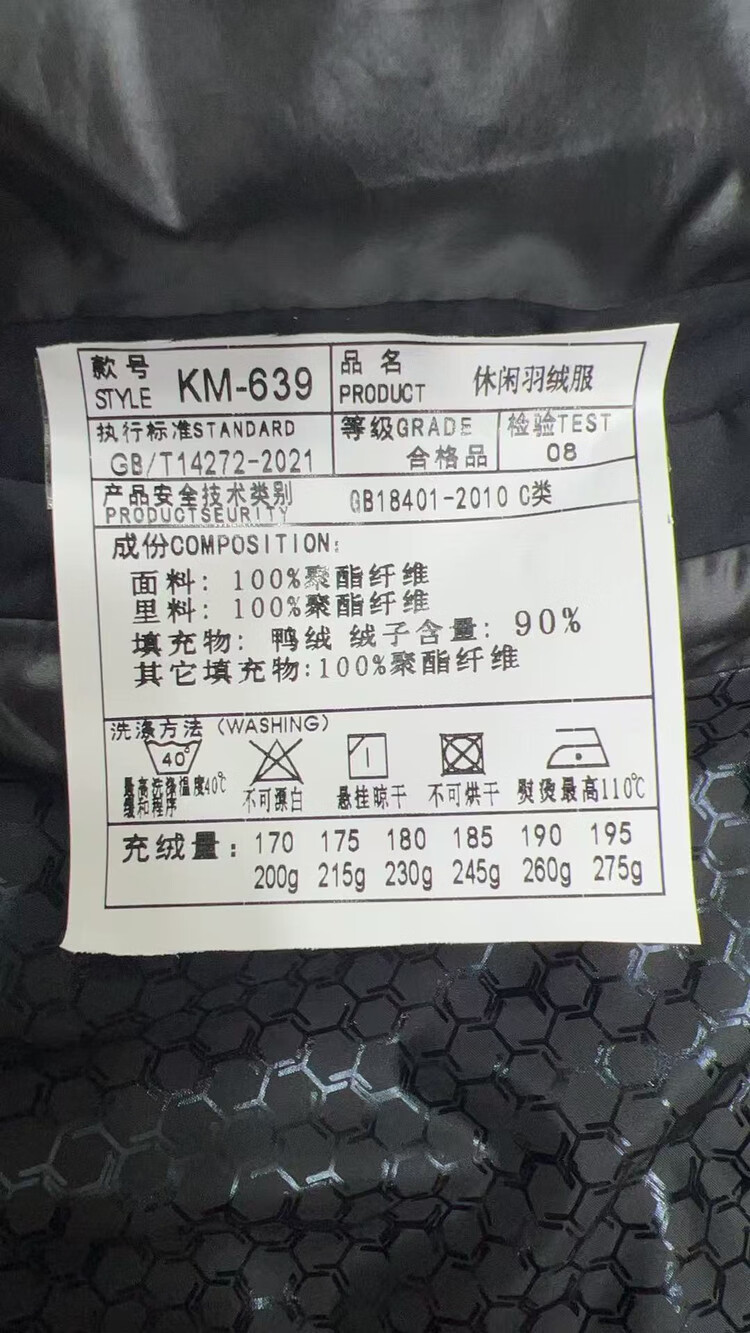 款号 品名
STYLE KM-639 PRODUCT 休闲羽绒服
执行标准STANDARD 等级GRADE 检验TEST
GB/T14272-2021 合格品 08
产品安全技术类别 GB18401-2010 C类
PRODUCTSEURITY
成份COMPOSITION:
面料: 100%聚酯纤维
里料: 100%聚酯纤维
填充物: 鸭绒 绒子含量: 90%
其它填充物:100%聚酯纤维
洗涤方法 (WASHING)
40°
最高洗涤温度40℃ 不可漂白 悬挂晾干 不可烘干 熨烫最高110℃
缓和程序
充绒量: 170 175 180 185 190 195
200g 215g 230g 245g 260g 275g